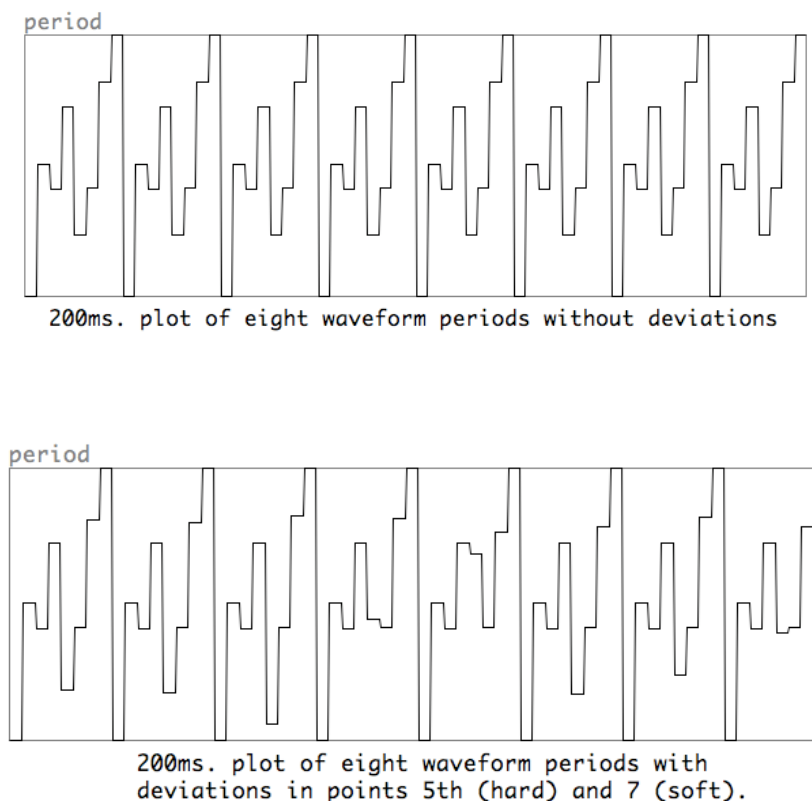 period
200ms. plot of eight waveform periods without deviations
period
200ms. plot of eight waveform periods with
deviations in points 5th (hard) and 7 (soft).